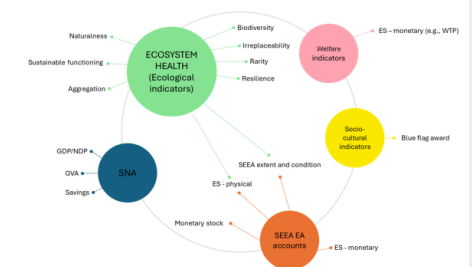 Naturalness
Sustainable functioning
Aggregation
ECOSYSTEM
HEALTH
(Ecological
indicators)
Biodiversity
Irreplaceability
Rarity
Resilience
Welfare
indicators
ES – monetary (e.g., WTP)
Socio-
cultural
indicators
Blue flag award
GDP/NDP
GVA
Savings
SNA
SEEA extent and condition
ES - physical
Monetary stock
SEEA EA
accounts
ES - monetary